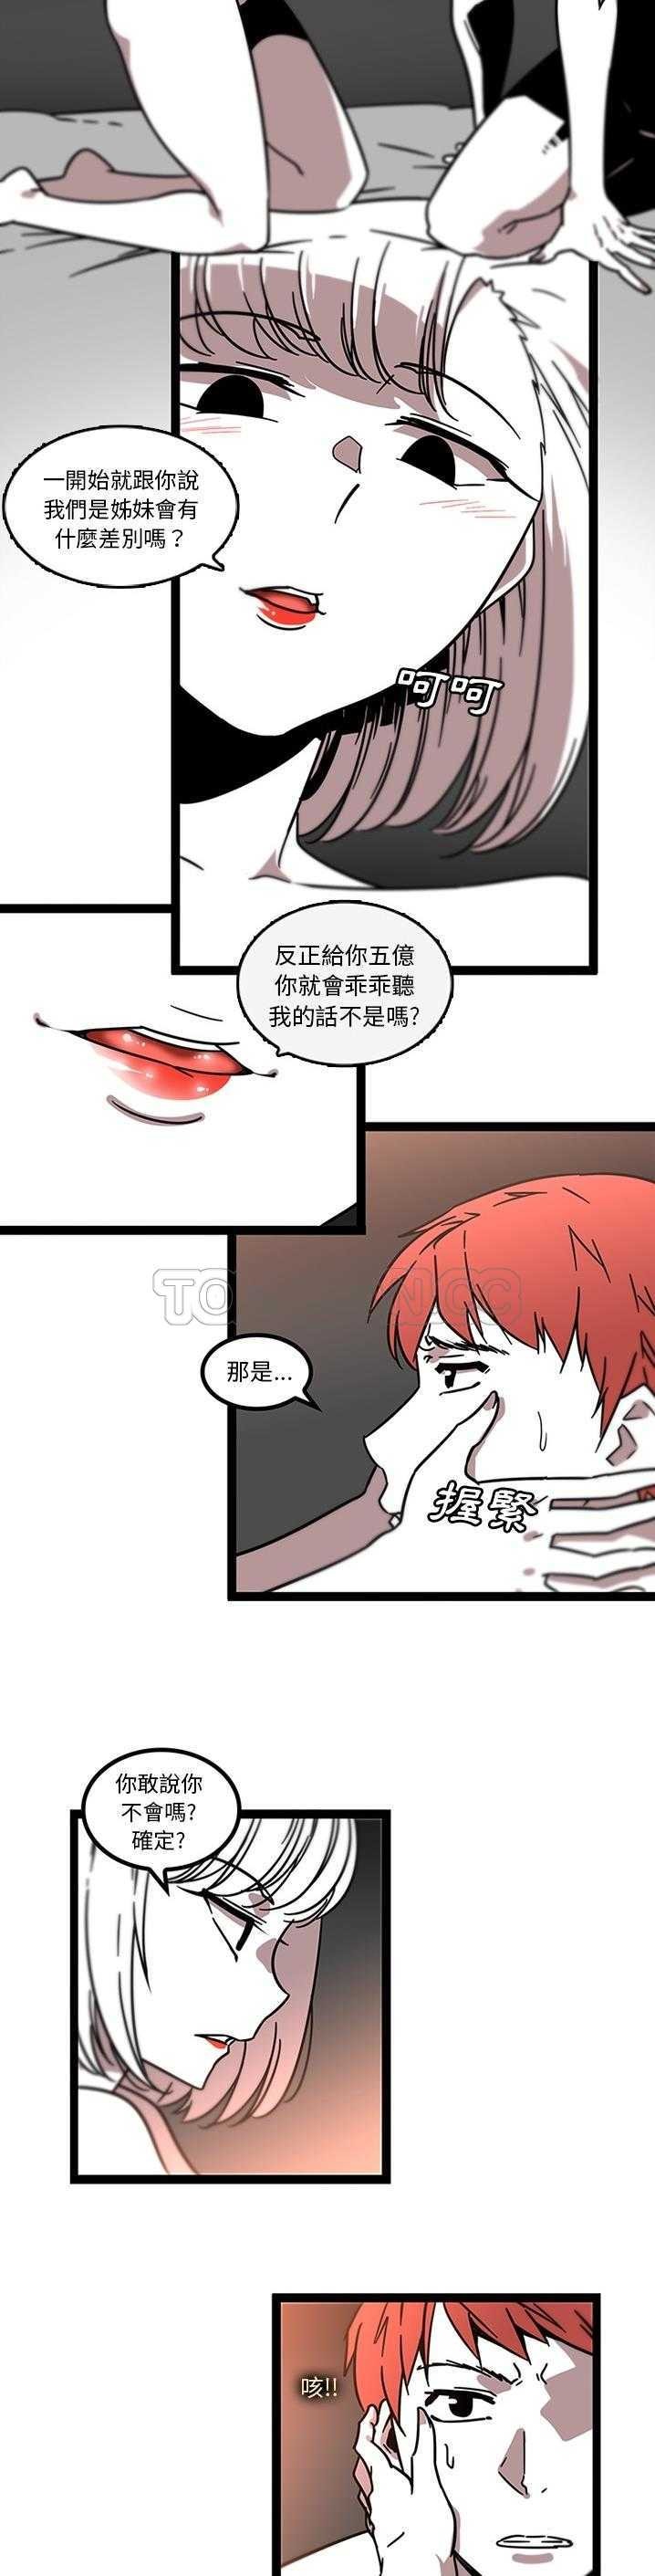 一開始就跟你說
我們是姊妹會有
什麼差別嗎？
呵呵
反正給你五億
你就會乖乖聽
我的話不是嗎?
那是...
握緊
你敢說你
不會嗎?
確定?
咳!!